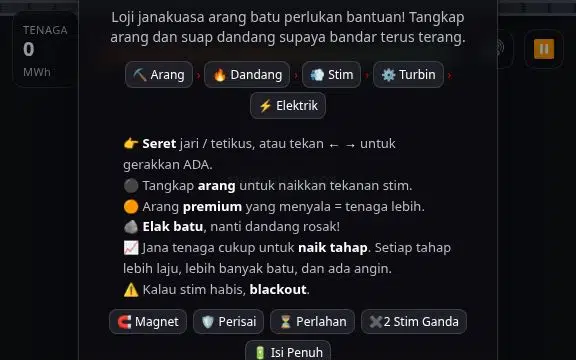 Loji janakuasa arang batu perlukan bantuan! Tangkap
arang dan suap dandang supaya bandar terus terang.
TENAGA
0
MWh
⛏️ Arang › 🔥 Dandang › 💨 Stim › ⚙️ Turbin ›
⚡ Elektrik
👉 Seret jari / tetikus, atau tekan ← → untuk
gerakkan ADA.
⚫ Tangkap arang untuk naikkan tekanan stim.
🟠 Arang premium yang menyala = tenaga lebih.
🪨 Elak batu, nanti dandang rosak!
📈 Jana tenaga cukup untuk naik tahap. Setiap tahap
lebih laju, lebih banyak batu, dan ada angin.
⚠️ Kalau stim habis, blackout.
🧲 Magnet 🛡️ Perisai ⏳ Perlahan ✖️2 Stim Ganda
🔋 Isi Penuh